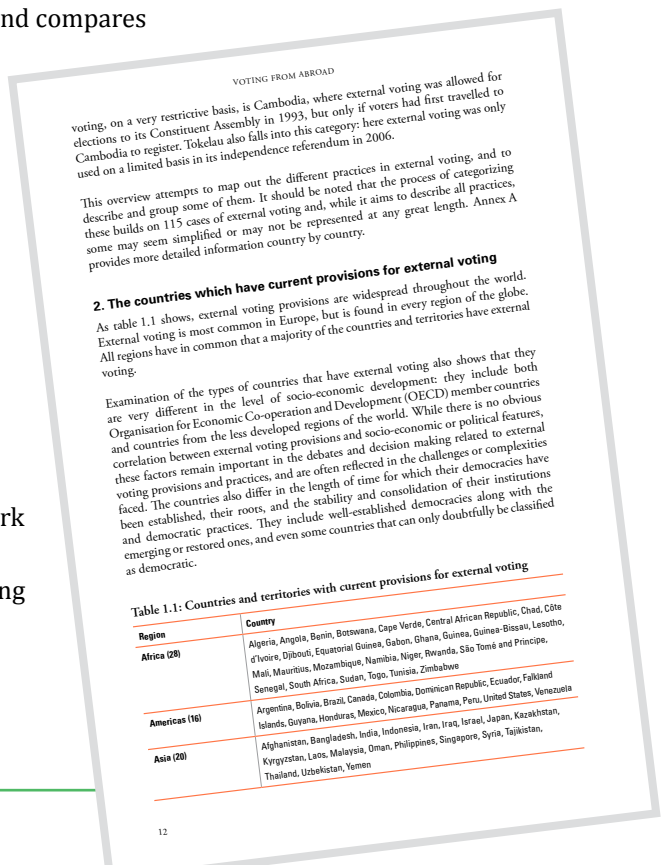 nd compares
VOTING FROM ABROAD
voting, on a very restrictive basis, is Cambodia, where external voting was allowed for
elections to its Constituent Assembly in 1993, but only if voters had first travelled to
Cambodia to register. Tokelau also falls into this category: here external voting was only
used on a limited basis in its independence referendum in 2006.
This overview attempts to map out the different practices in external voting, and to
describe and group some of them. It should be noted that the process of categorizing
these builds on 115 cases of external voting and, while it aims to describe all practices,
some may seem simplified or may not be represented at any great length. Annex A
provides more detailed information country by country.
2. The countries which have current provisions for external voting
As table 1.1 shows, external voting provisions are widespread throughout the world.
External voting is most common in Europe, but is found in every region of the globe.
All regions have in common that a majority of the countries and territories have external
voting.
Examination of the types of countries that have external voting also shows that they
are very different in the level of socio-economic development: they include both
Organisation for Economic Co-operation and Development (OECD) member countries
and countries from the less developed regions of the world. While there is no obvious
correlation between external voting provisions and socio-economic or political features,
these factors remain important in the debates and decision making related to external
voting provisions and practices, and are often reflected in the challenges or complexities
faced. The countries also differ in the length of time for which their democracies have
been established, their roots, and the stability and consolidation of their institutions
and democratic practices. They include well-established democracies along with the
emerging or restored ones, and even some countries that can only doubtfully be classified
as democratic.
rk
ng
Table 1.1: Countries and territories with current provisions for external voting
Region Country
Africa (28) Algeria, Angola, Benin, Botswana, Cape Verde, Central African Republic, Chad, Côte
d'Ivoire, Djibouti, Equatorial Guinea, Gabon, Ghana, Guinea, Guinea-Bissau, Lesotho,
Mali, Mauritius, Mozambique, Namibia, Niger, Rwanda, São Tomé and Principe,
Senegal, South Africa, Sudan, Togo, Tunisia, Zimbabwe
Americas (16) Argentina, Bolivia, Brazil, Canada, Colombia, Dominican Republic, Ecuador, Falkland
Islands, Guyana, Honduras, Mexico, Nicaragua, Panama, Peru, United States, Venezuela
Asia (20) Afghanistan, Bangladesh, India, Indonesia, Iran, Iraq, Israel, Japan, Kazakhstan,
Kyrgyzstan, Laos, Malaysia, Oman, Philippines, Singapore, Syria, Tajikistan,
Thailand, Uzbekistan, Yemen
12